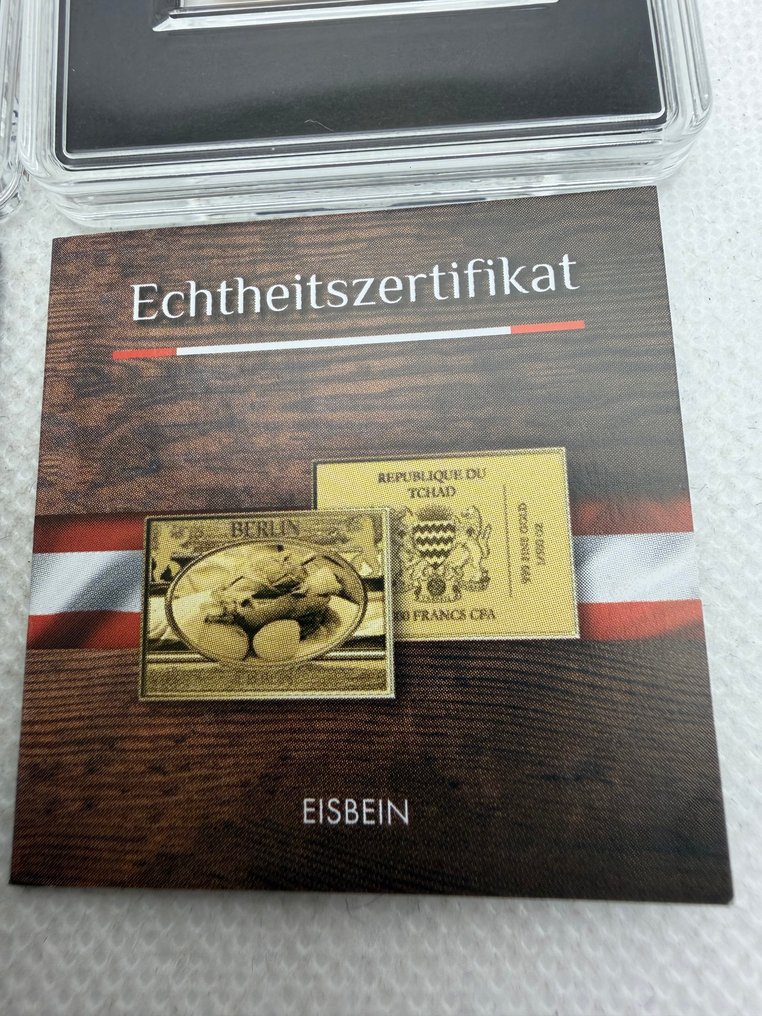 Echtheitszertifikat
REPUBLIQUE DU
TCHAD
BERLIN
999 FINE GOLD
FRANCS CFA
EISBEIN